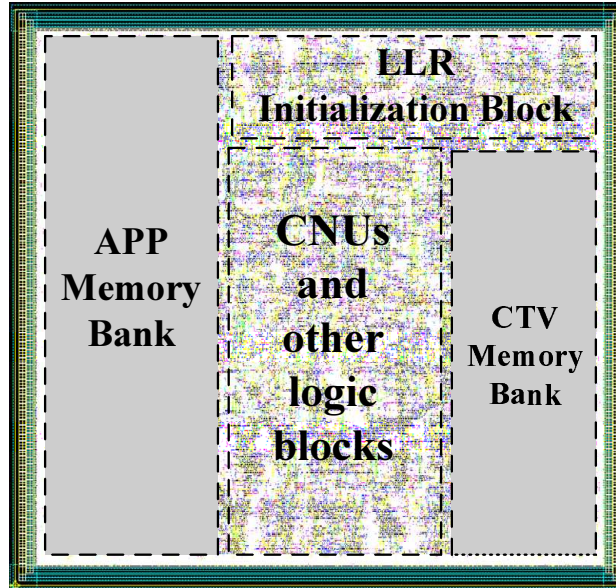 LLR
Initialization Block
APP
Memory
Bank
CNUs
and
other
logic
blocks
CTV
Memory
Bank